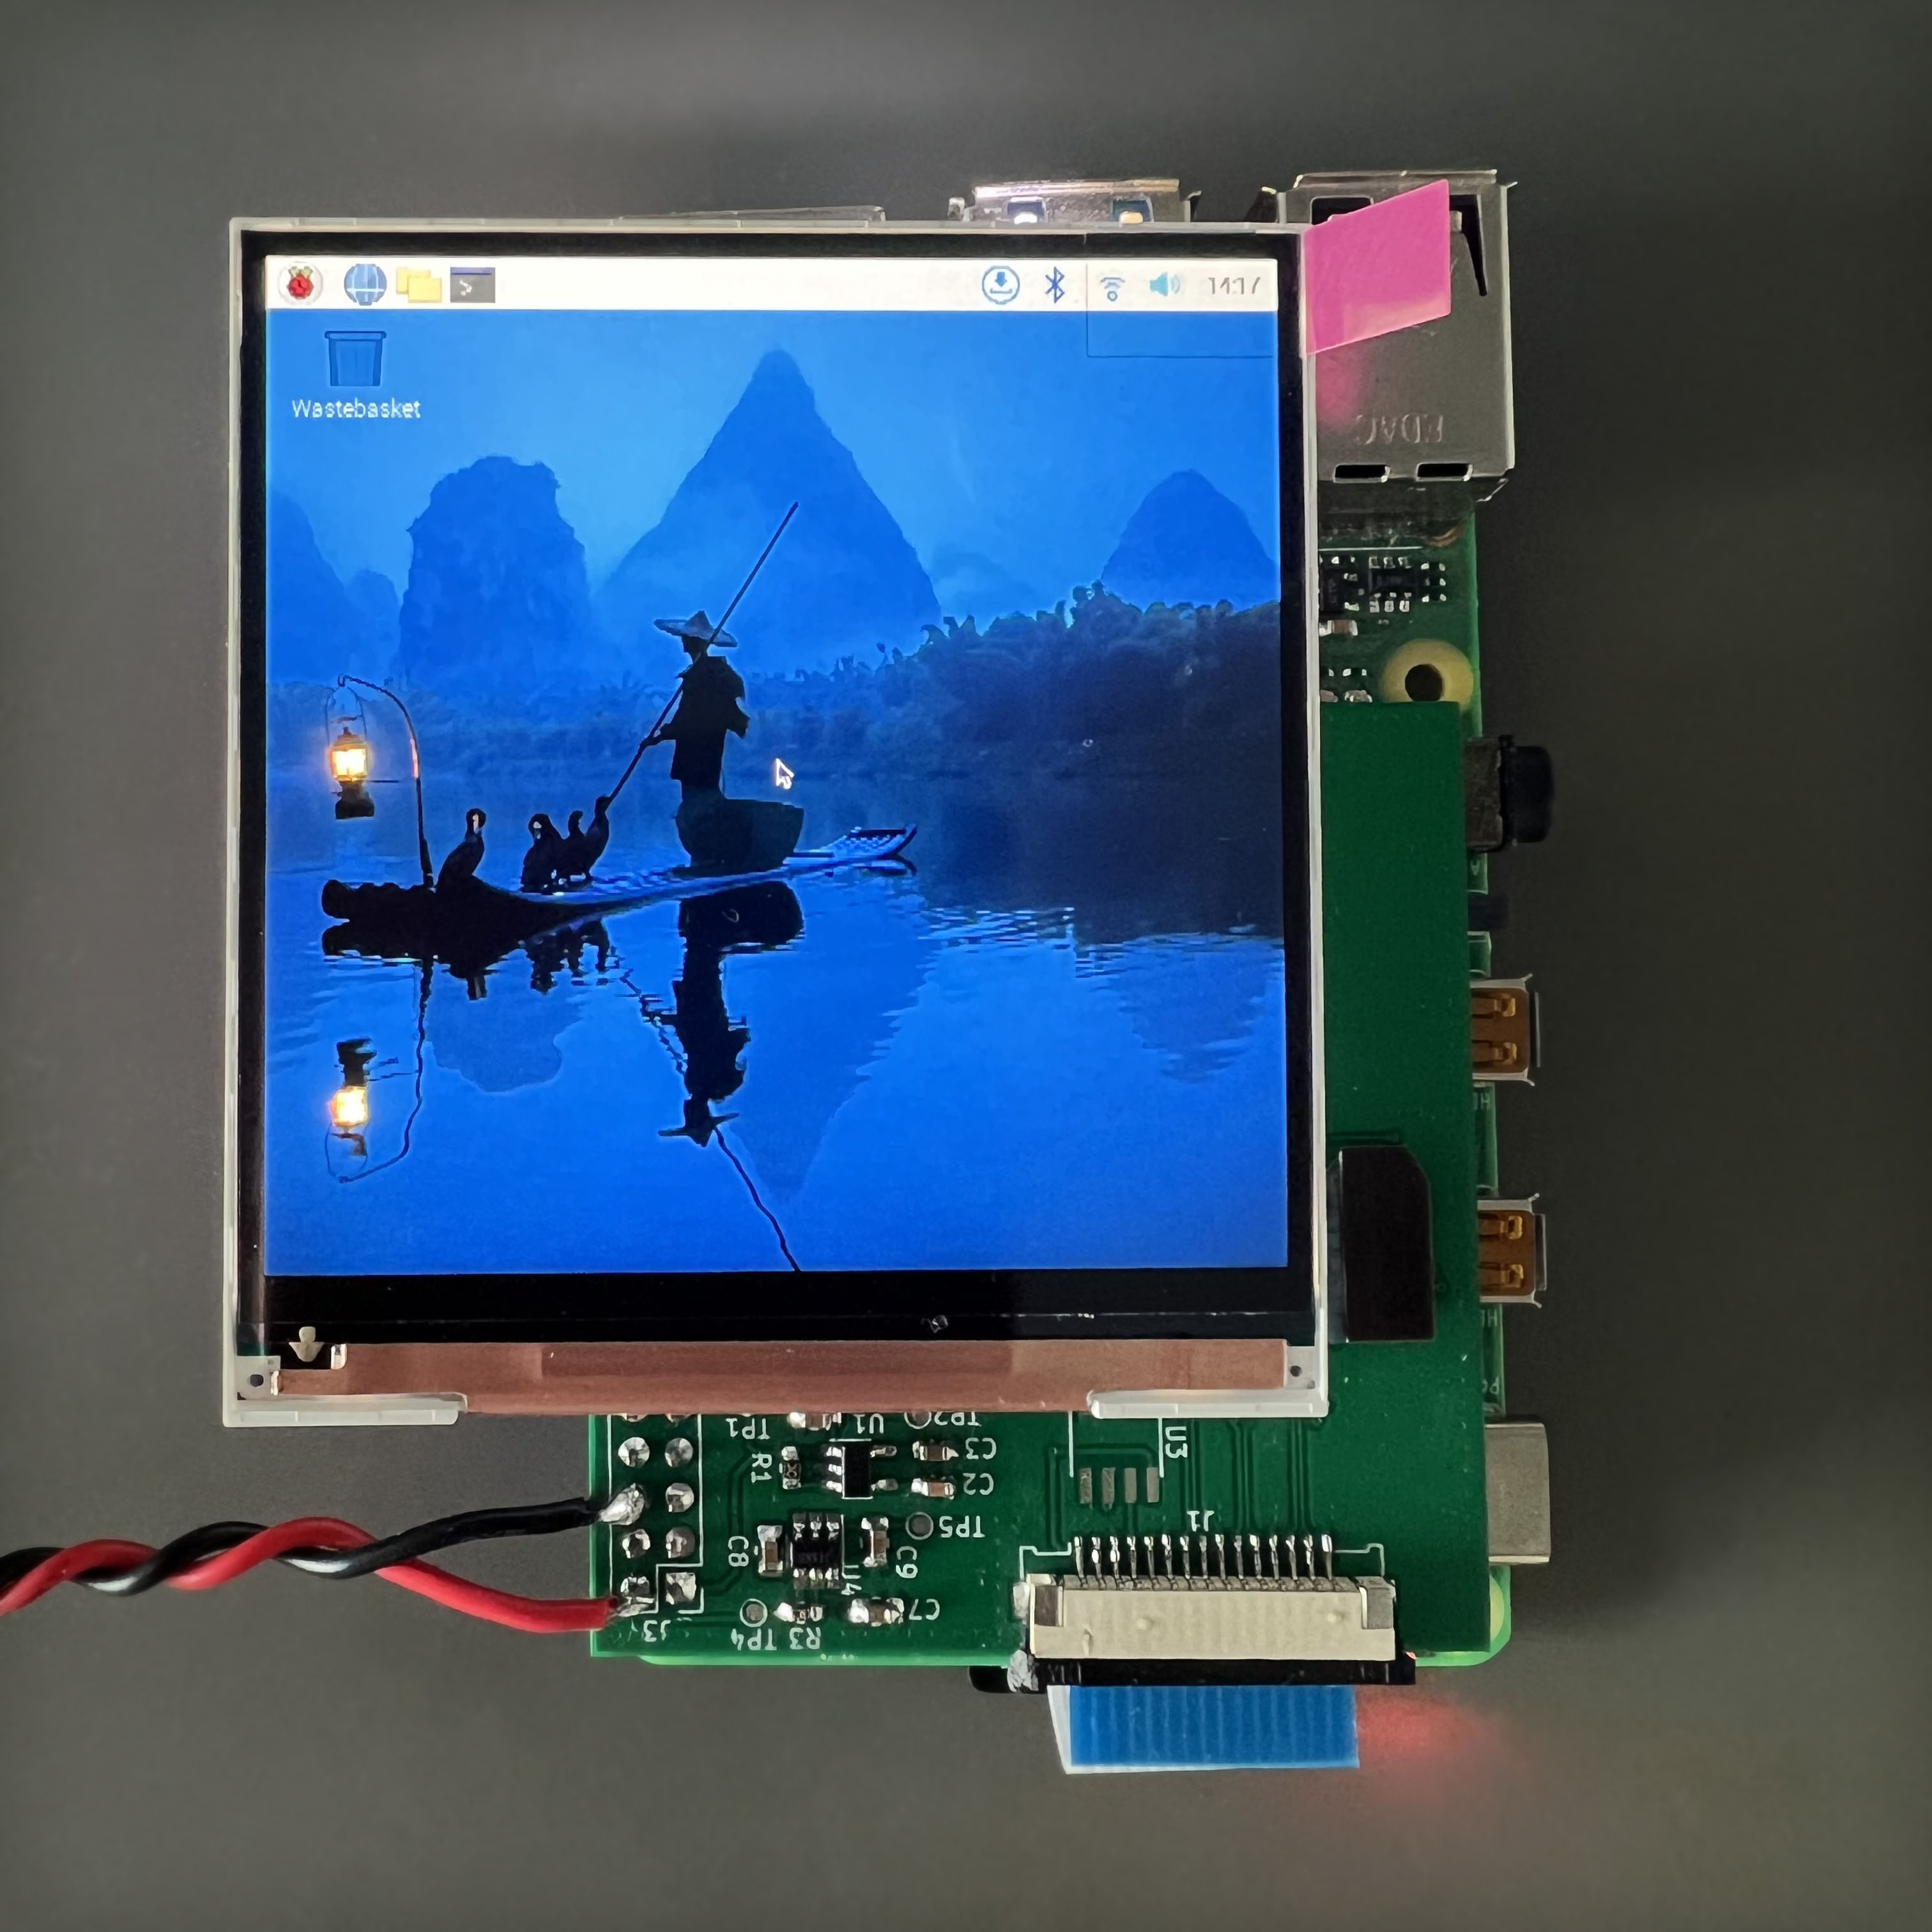 14:17
Wastebasket
EDAC
TP1
U1
TP2
R1
C3
C2
U3
TP5
J1
C8
U4
C9
C7
J3
TP4
R3